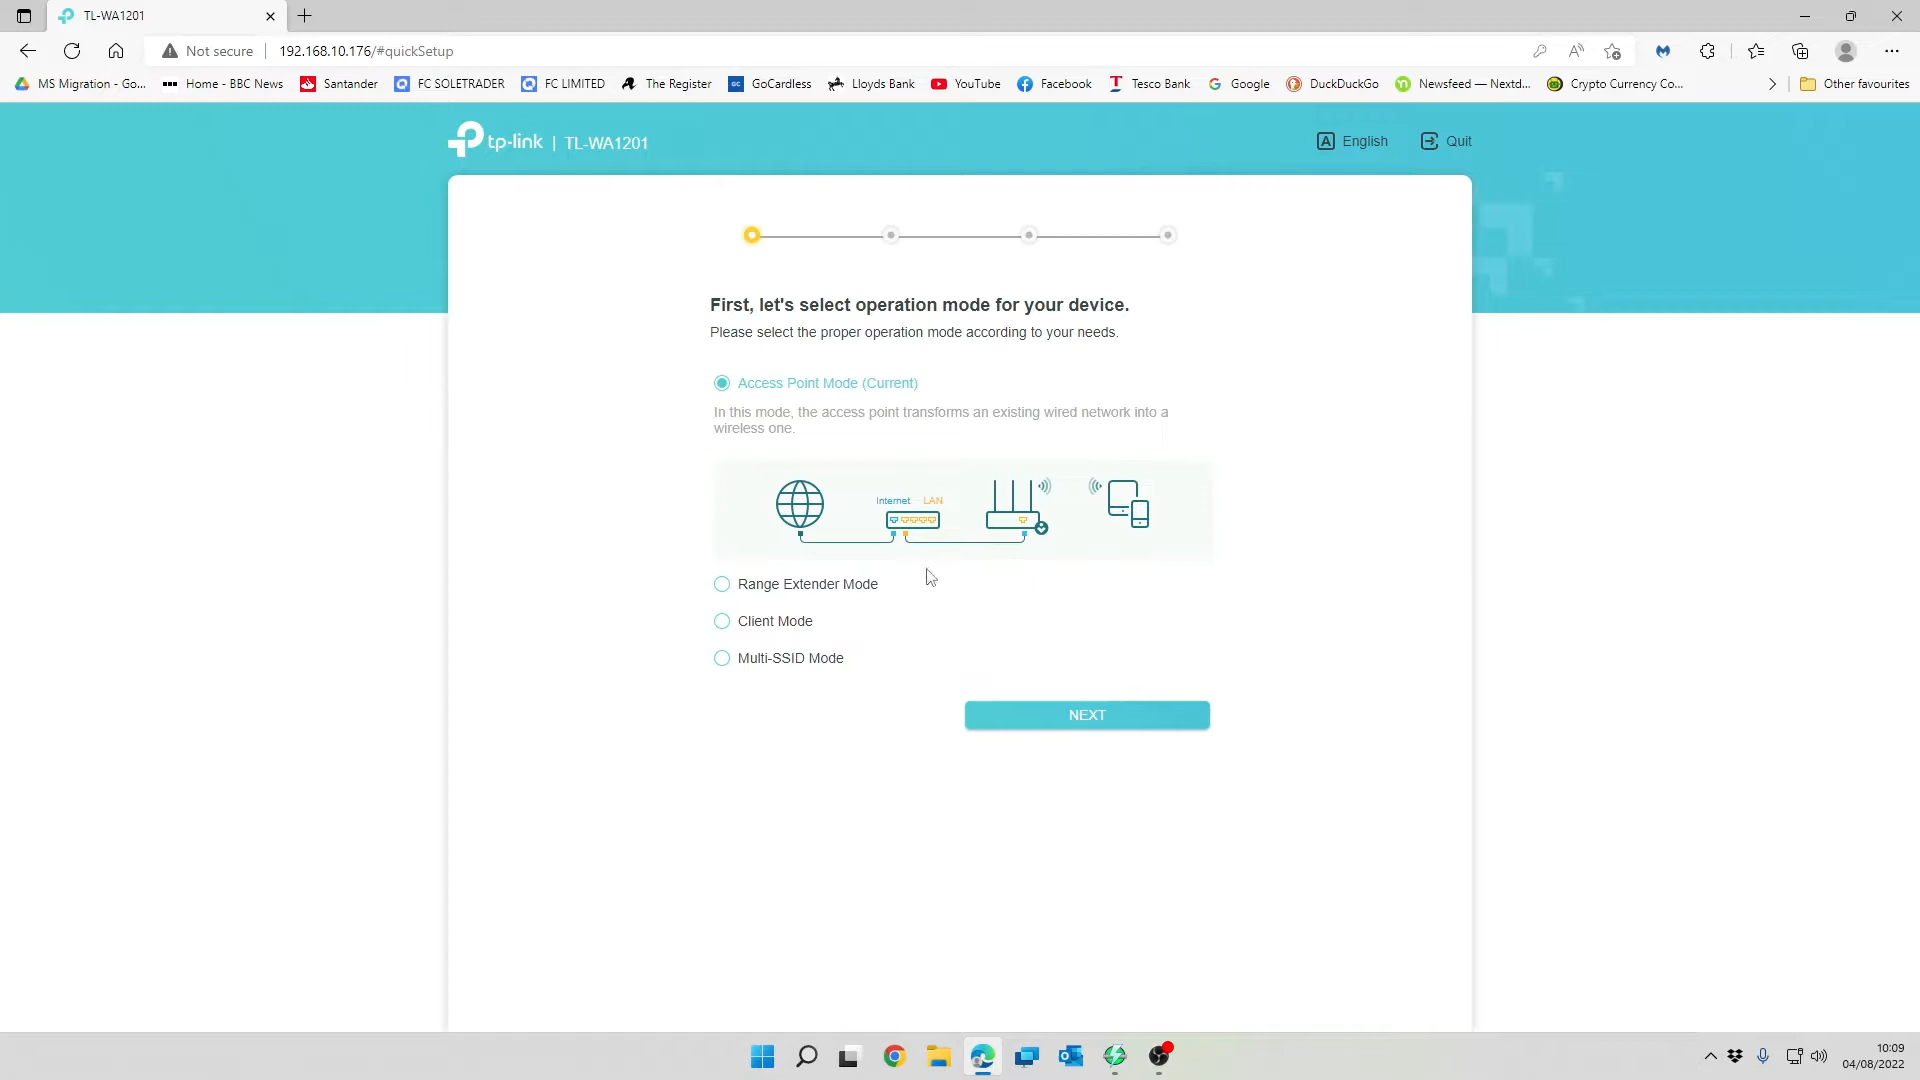 TL-WA1201
Not secure
192.168.10.176/#quickSetup
MS Migration - Go...
Home - BBC News
Santander
FC SOLETRADER
FC LIMITED
The Register
GC
GoCardless
Lloyds Bank
YouTube
Facebook
Tesco Bank
Google
DuckDuckGo
Newsfeed — Nextd...
Crypto Currency Co...
Other favourites
tp-link | TL-WA1201
A English
Quit
First, let's select operation mode for your device.
Please select the proper operation mode according to your needs.
Access Point Mode (Current)
In this mode, the access point transforms an existing wired network into a
wireless one.
Internet LAN
Range Extender Mode
Client Mode
Multi-SSID Mode
NEXT
10:09
04/08/2022